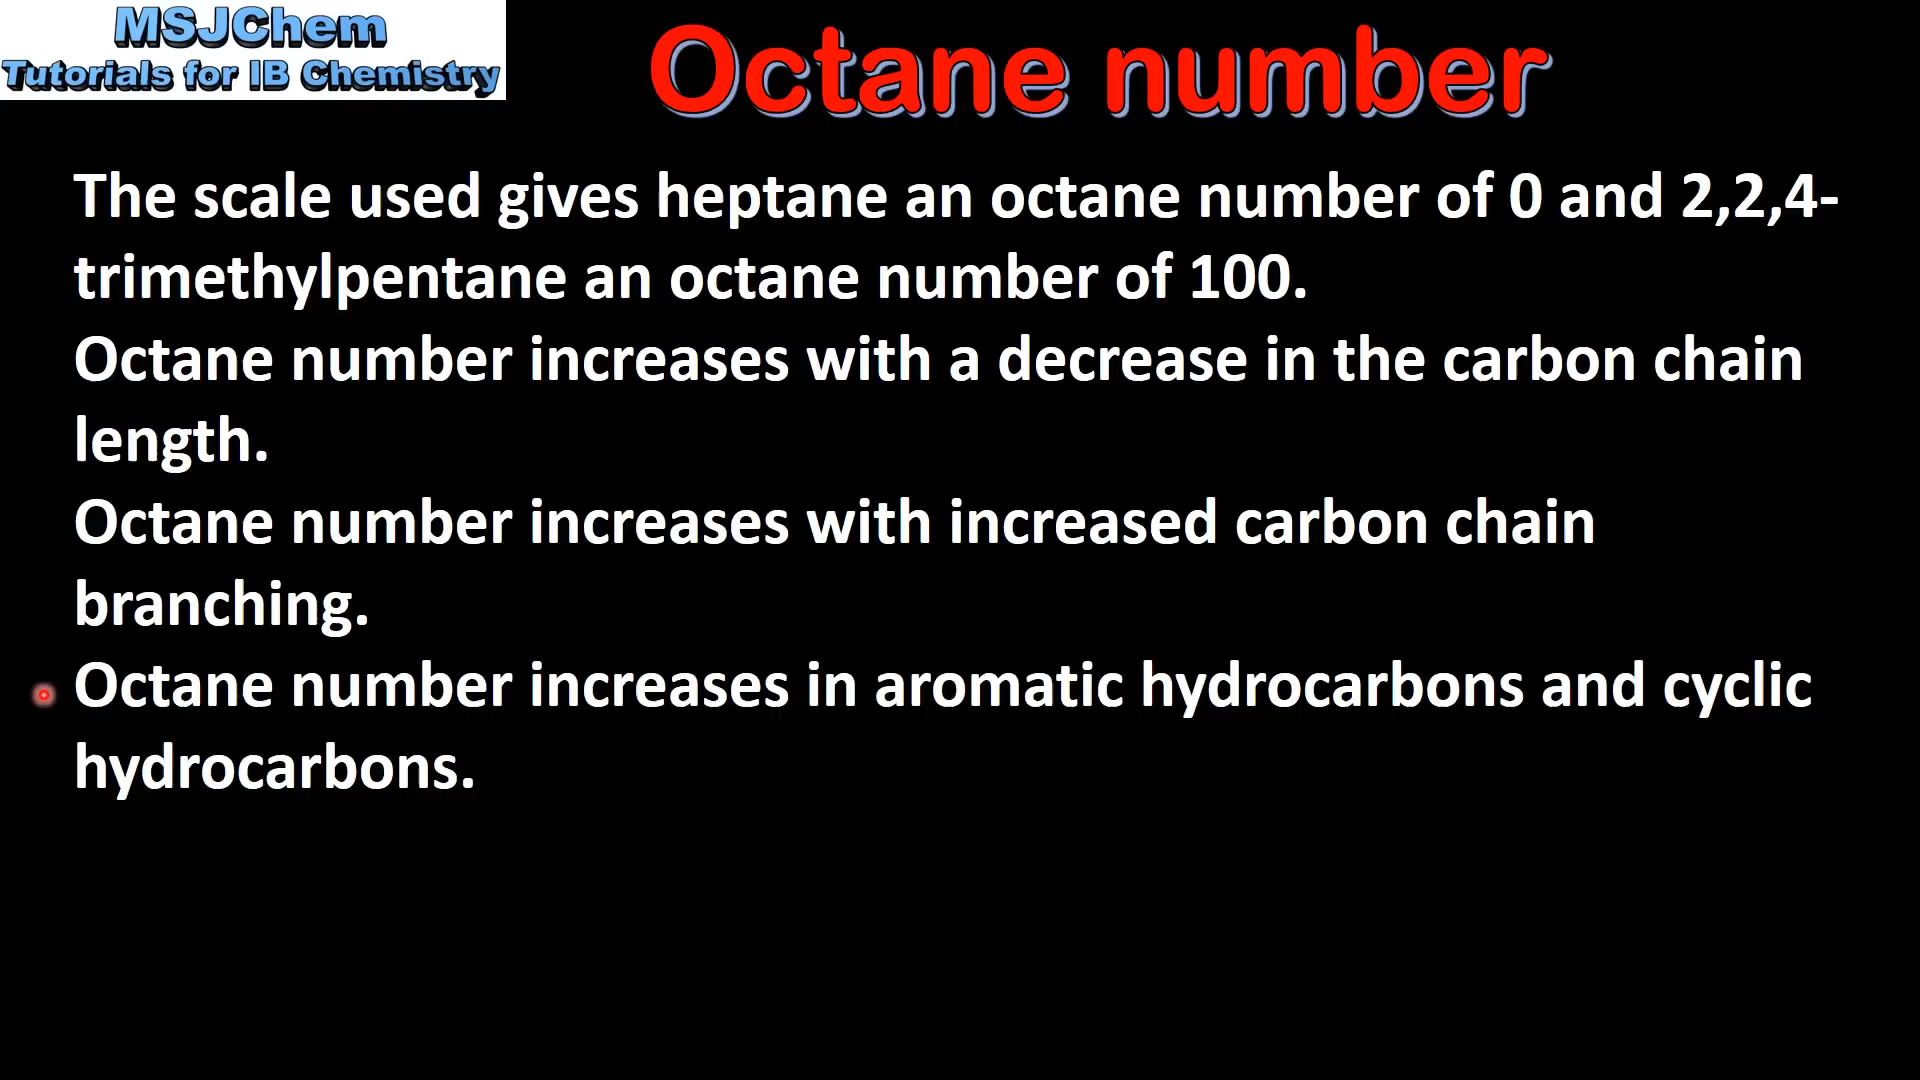 MSJChem
Tutorials for IB Chemistry
Octane number
The scale used gives heptane an octane number of 0 and 2,2,4-
trimethylpentane an octane number of 100.
Octane number increases with a decrease in the carbon chain
length.
Octane number increases with increased carbon chain
branching.
Octane number increases in aromatic hydrocarbons and cyclic
hydrocarbons.